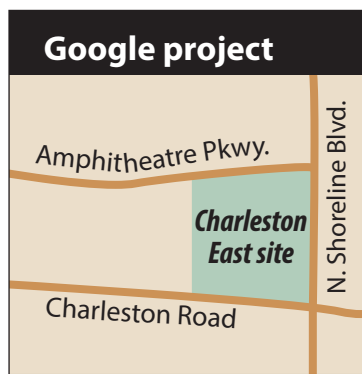 Google project
Amphitheatre Pkwy.
N. Shoreline Blvd.
Charleston
East site
Charleston Road